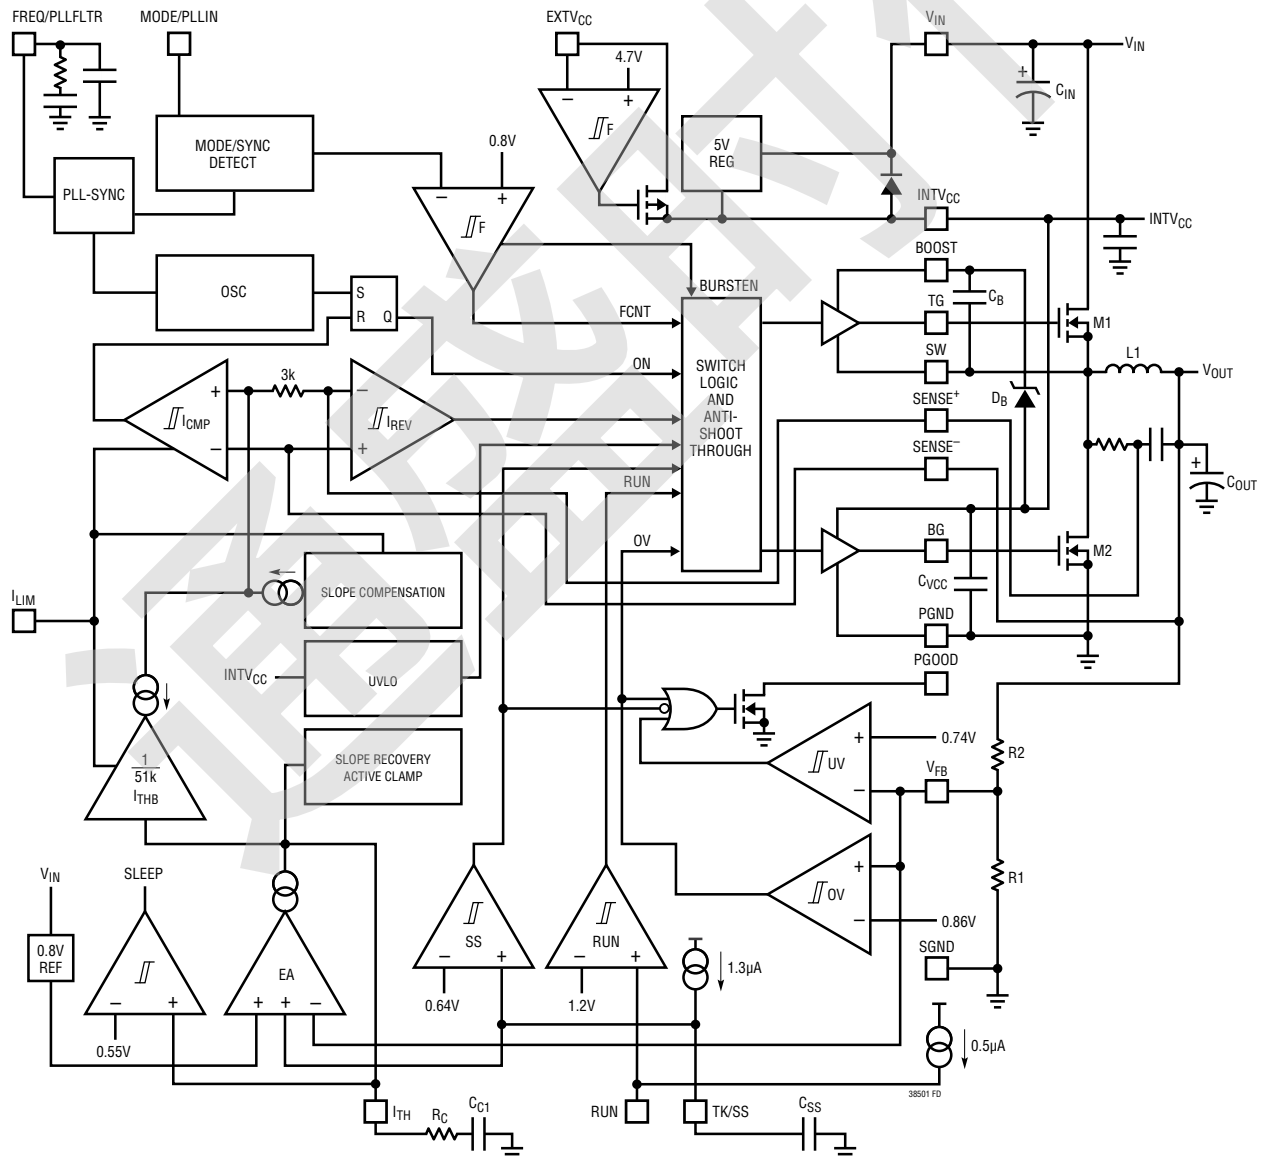 FREQ/PLLFLTR
MODE/PLLIN
EXTVCC
VIN
VIN
4.7V
CIN
F
MODE/SYNC
DETECT
0.8V
5V
REG
PLL-SYNC
INTVCC
INTVCC
F
BOOST
OSC
S
R
Q
BURSTEN
FCNT
TG
CB
M1
ON
SW
L1
VOUT
3k
SWITCH
LOGIC
AND
ANTI-
SHOOT
THROUGH
SENSE+
DB
ICMP
IREV
SENSE–
RUN
COUT
OV
BG
M2
CVCC
SLOPE COMPENSATION
ILIM
PGND
PGOOD
INTVCC
UVLO
0.74V
R2
UV
VFB
SLOPE RECOVERY
ACTIVE CLAMP
1
51k
ITHB
VIN
SLEEP
R1
OV
0.86V
SS
RUN
SGND
0.8V
REF
EA
1.3µA
0.64V
1.2V
0.55V
0.5µA
38501 FD
ITH
RC
CC1
RUN
TK/SS
CSS
通盛时